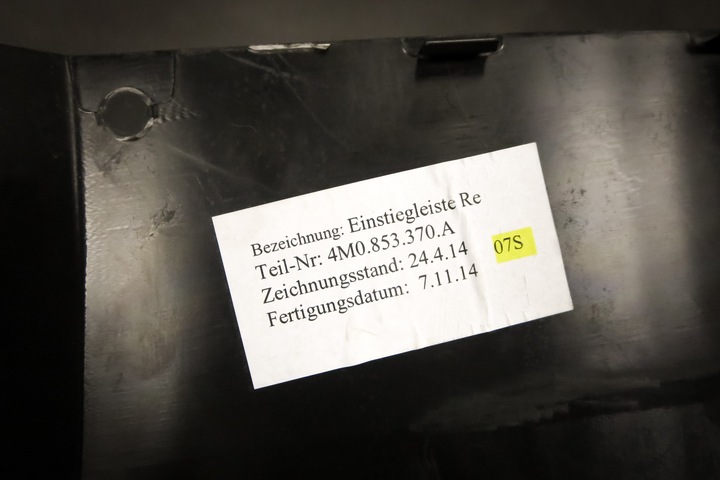 Bezeichnung: Einstiegleiste Re
Teil-Nr: 4M0.853.370.A
Zeichnungsstand: 24.4.14
Fertigungsdatum: 7.11.14
07S